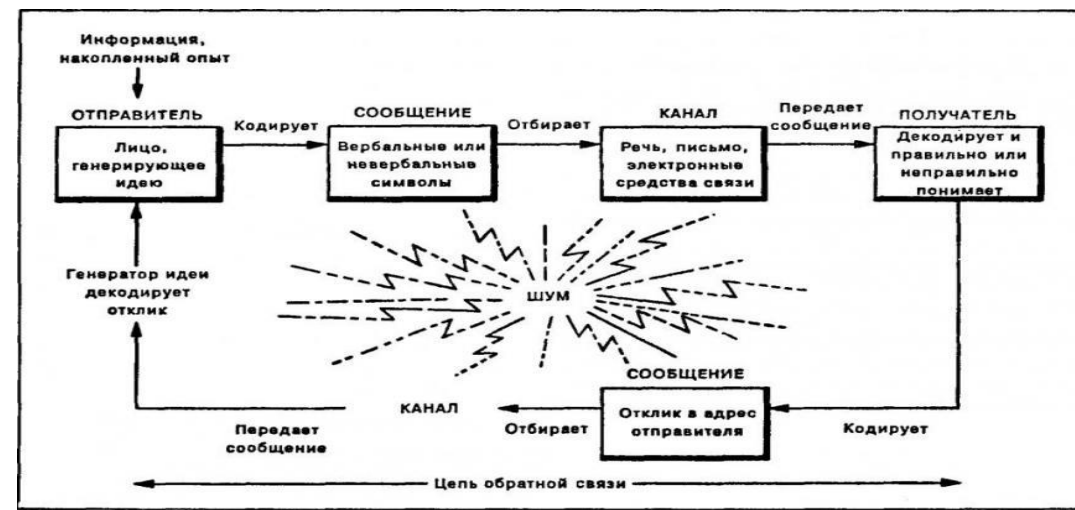 Информация,
накопленный опыт
ОТПРАВИТЕЛЬ
Лицо,
генерирующее
идею
Кодирует
СООБЩЕНИЕ
Вербальные или
невербальные
символы
Отбирает
КАНАЛ
Речь, письмо,
электронные
средства связи
Передает
сообщение
ПОЛУЧАТЕЛЬ
Декодирует и
правильно или
неправильно
понимает
Генератор идеи
декодирует
отклик
ШУМ
СООБЩЕНИЕ
Отклик в адрес
отправителя
Кодирует
Отбирает
КАНАЛ
Передает
сообщение
Цепь обратной связи